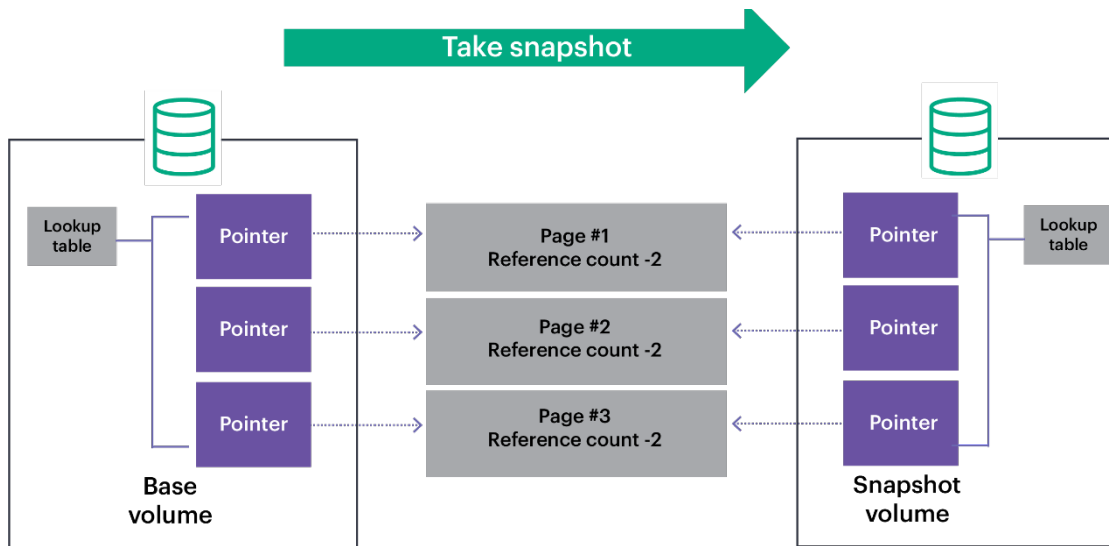 Take snapshot
Lookup
table
Pointer
Pointer
Pointer
Base
volume
Page #1
Reference count -2
Page #2
Reference count -2
Page #3
Reference count -2
Pointer
Pointer
Pointer
Lookup
table
Snapshot
volume